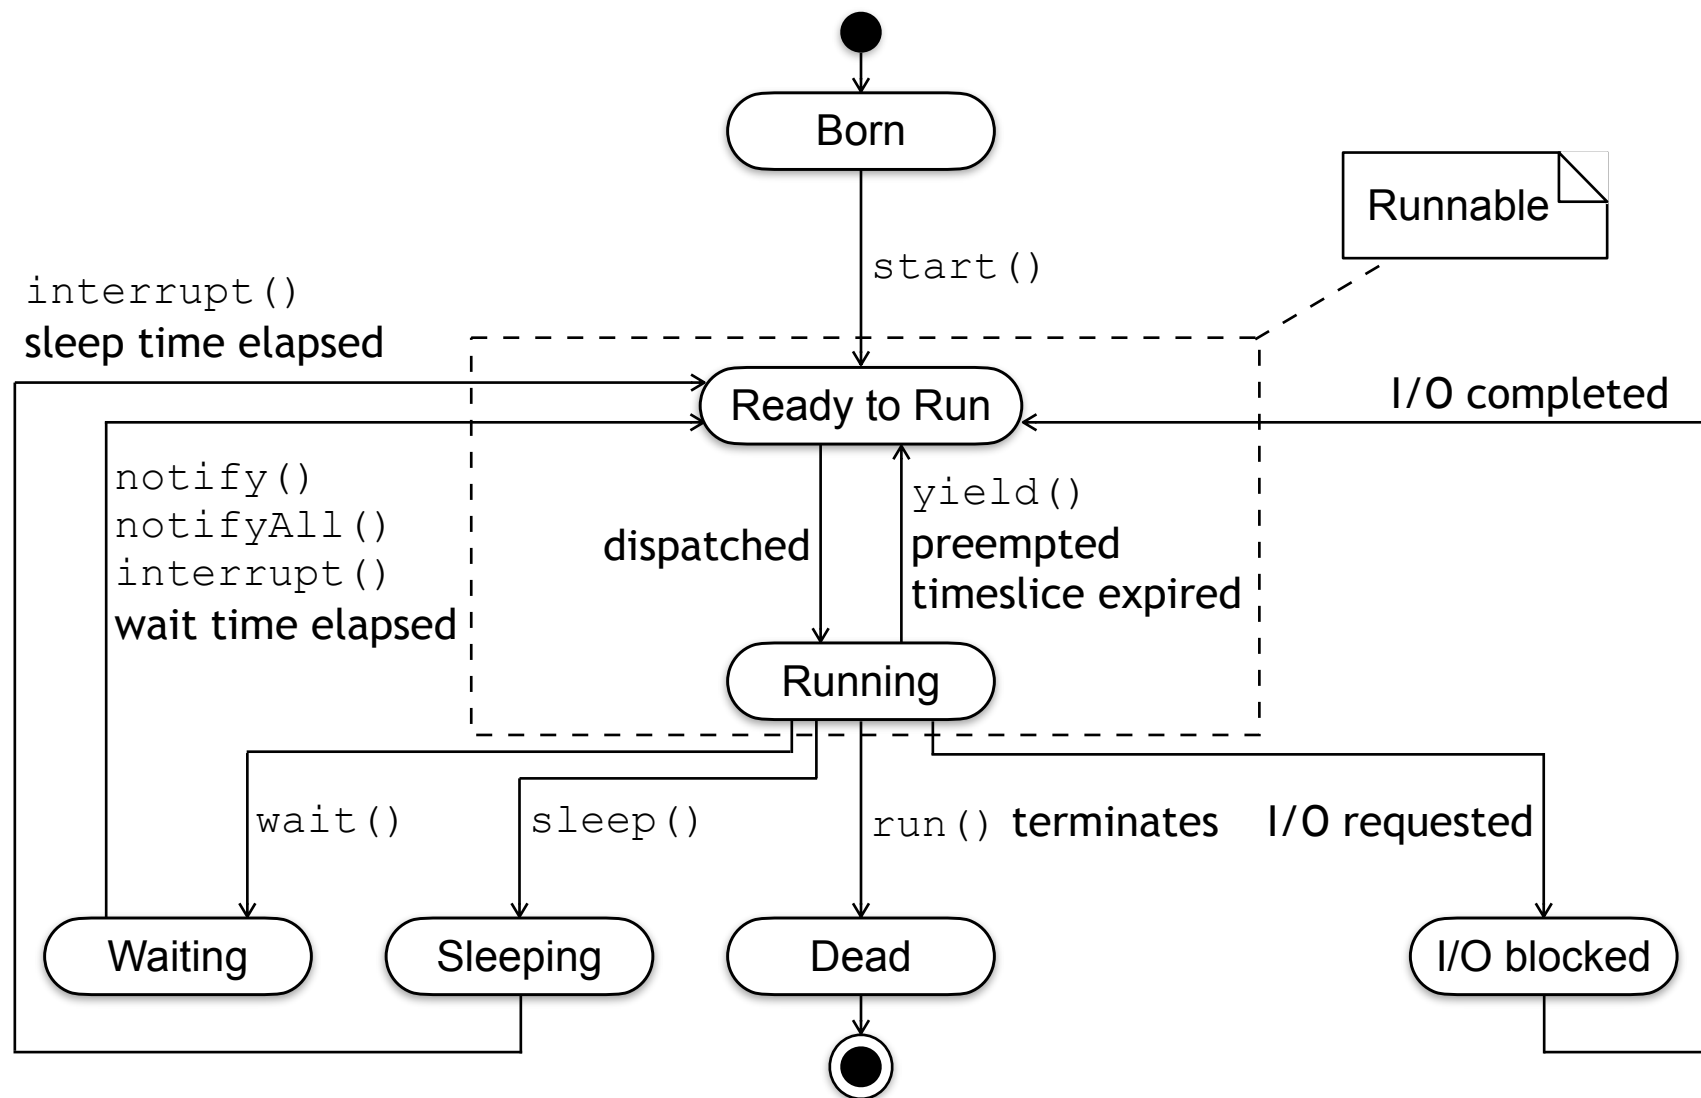 Born
Runnable
start()
interrupt()
sleep time elapsed
Ready to Run
I/O completed
notify()
notifyAll()
interrupt()
wait time elapsed
dispatched
yield()
preempted
timeslice expired
Running
wait()
sleep()
run() terminates
I/O requested
Waiting
Sleeping
Dead
I/O blocked